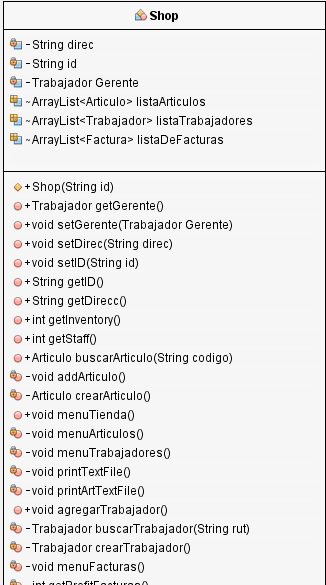 Shop
-String direc
-String id
-Trabajador Gerente
~ArrayList<Articulo> listaArticulos
~ArrayList<Trabajador> listaTrabajadores
~ArrayList<Factura> listaDeFacturas
+Shop(String id)
+Trabajador getGerente()
+void setGerente(Trabajador Gerente)
+void setDirec(String direc)
+void setID(String id)
+String getID()
+String getDirecc()
+int getInventory()
+int getStaff()
+Articulo buscarArticulo(String codigo)
-void addArticulo()
-Articulo crearArticulo()
+void menuTienda()
-void menuArticulos()
-void menuTrabajadores()
-void printTextFile()
-void printArtTextFile()
+void agregarTrabajador()
-Trabajador buscarTrabajador(String rut)
-Trabajador crearTrabajador()
-void menuFacturas()
-int getProfitFacturas()